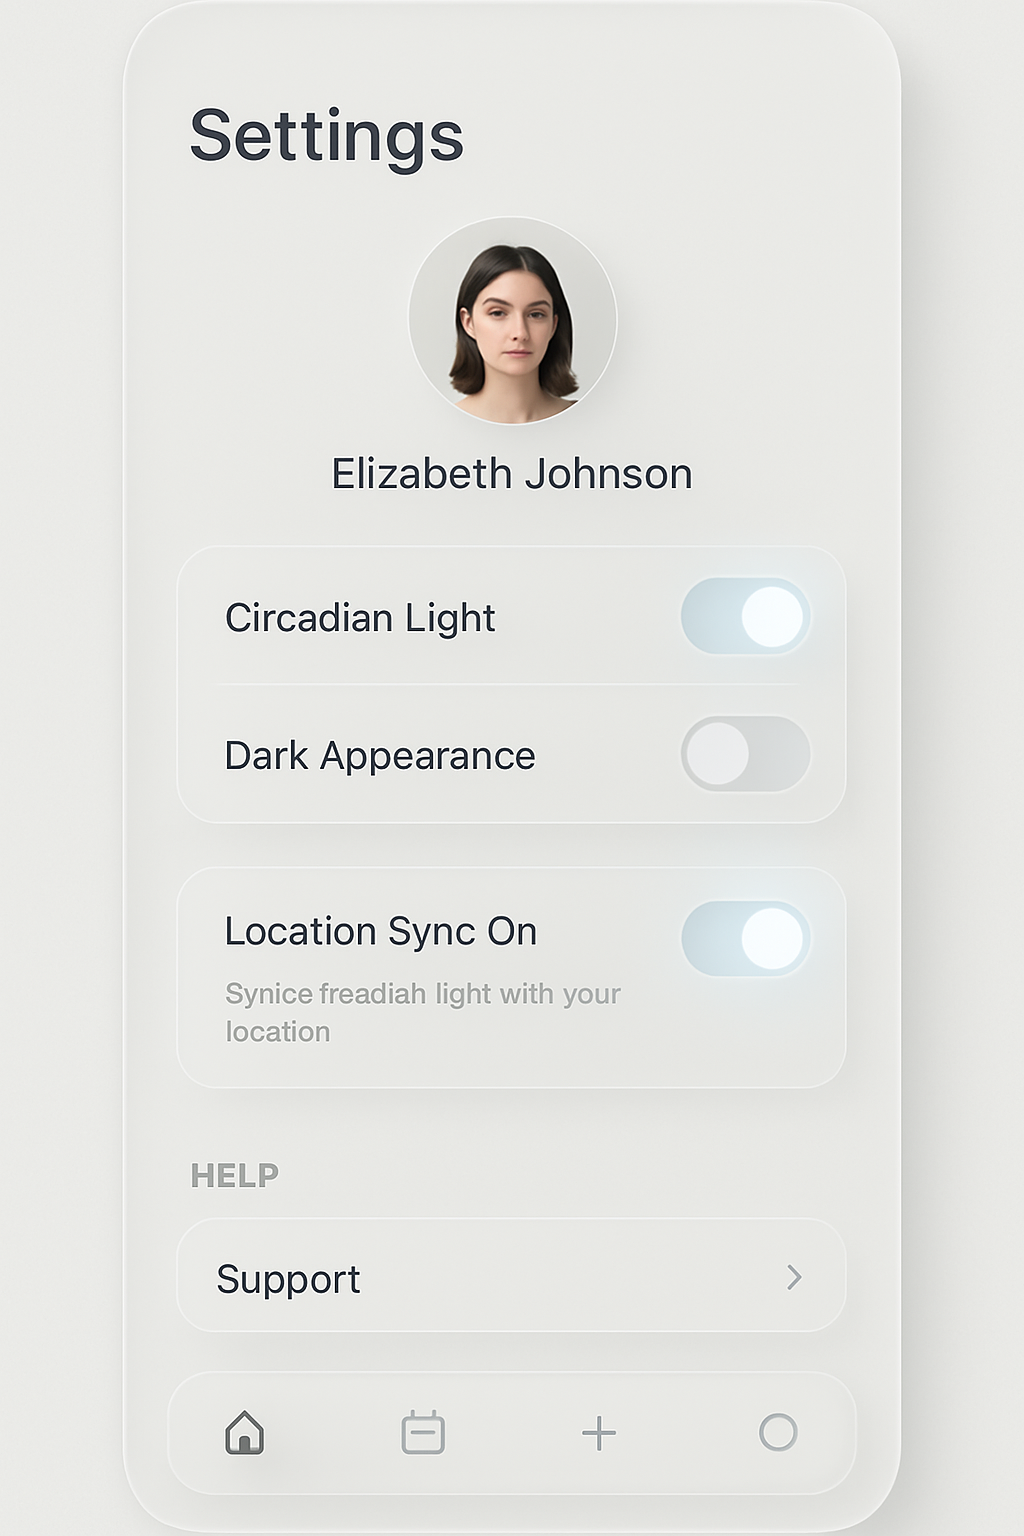 Settings
Elizabeth Johnson
Circadian Light
Dark Appearance
Location Sync On
Synice freadiah light with your
location
HELP
Support